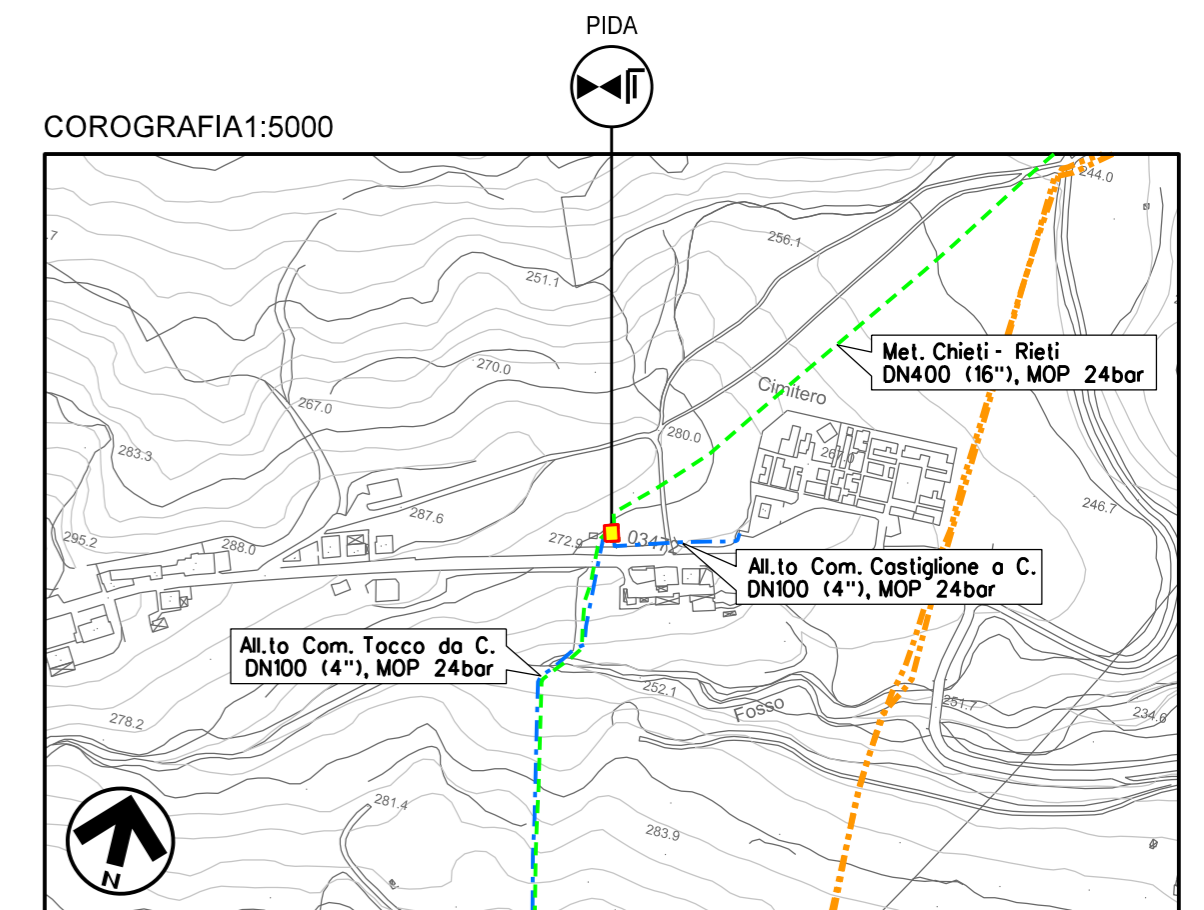 PIDA
COROGRAFIA1:5000
244.0
.7
256.1
251.1
Met. Chieti - Rieti
DN400 (16"), MOP 24bar
270.0
Cimitero
267.0
280.0
283.3
267.0
246.7
287.6
295.2
288.0
272.9
0347
All.to Com. Castiglione a C.
DN100 (4"), MOP 24bar
All.to Com. Tocco da C.
DN100 (4"), MOP 24bar
252.1
Fosso
251.7
234.6
278.2
281.4
283.9
N